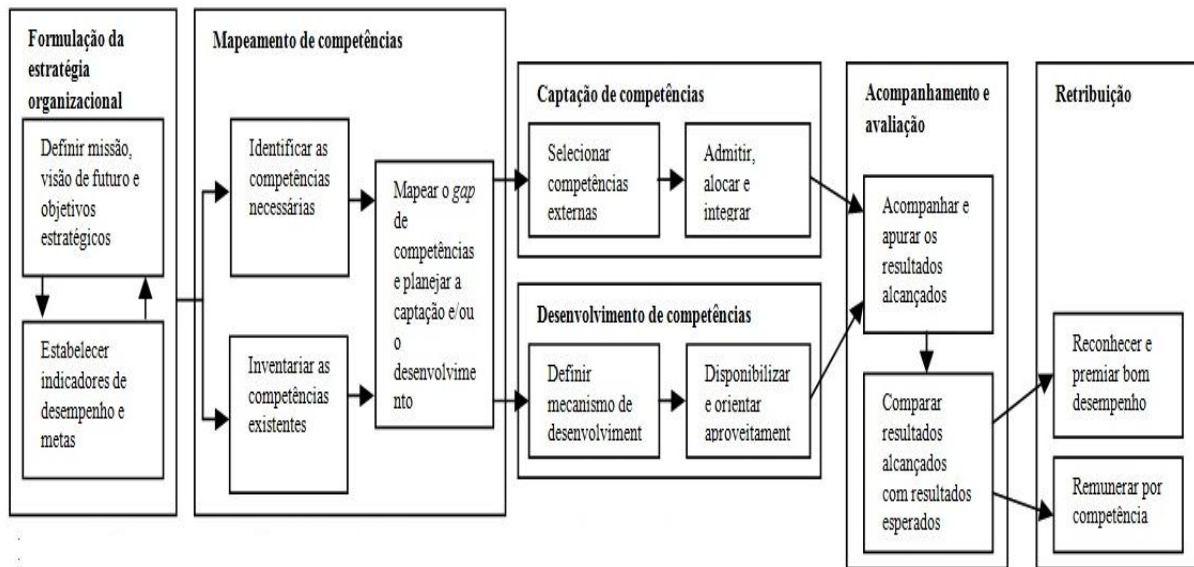 Formulação da
estratégia
organizacional
Definir missão,
visão de futuro e
objetivos
estratégicos
Estabelecer
indicadores de
desempenho e
metas
Mapeamento de competências
Identificar as
competências
necessárias
Inventariar as
competências
existentes
Mapear o gap
de
competências
e planejar a
captação e/ou
o
desenvolvime
nto
Captação de competências
Selecionar
competências
externas
Admitir,
alocar e
integrar
Desenvolvimento de competências
Definir
mecanismo de
desenvolviment
Disponibilizar
e orientar
aproveitament
Acompanhamento e
avaliação
Acompanhar e
apurar os
resultados
alcançados
Comparar
resultados
alcançados
com resultados
esperados
Retribuição
Reconhecer e
premiar bom
desempenho
Remunerar por
competência